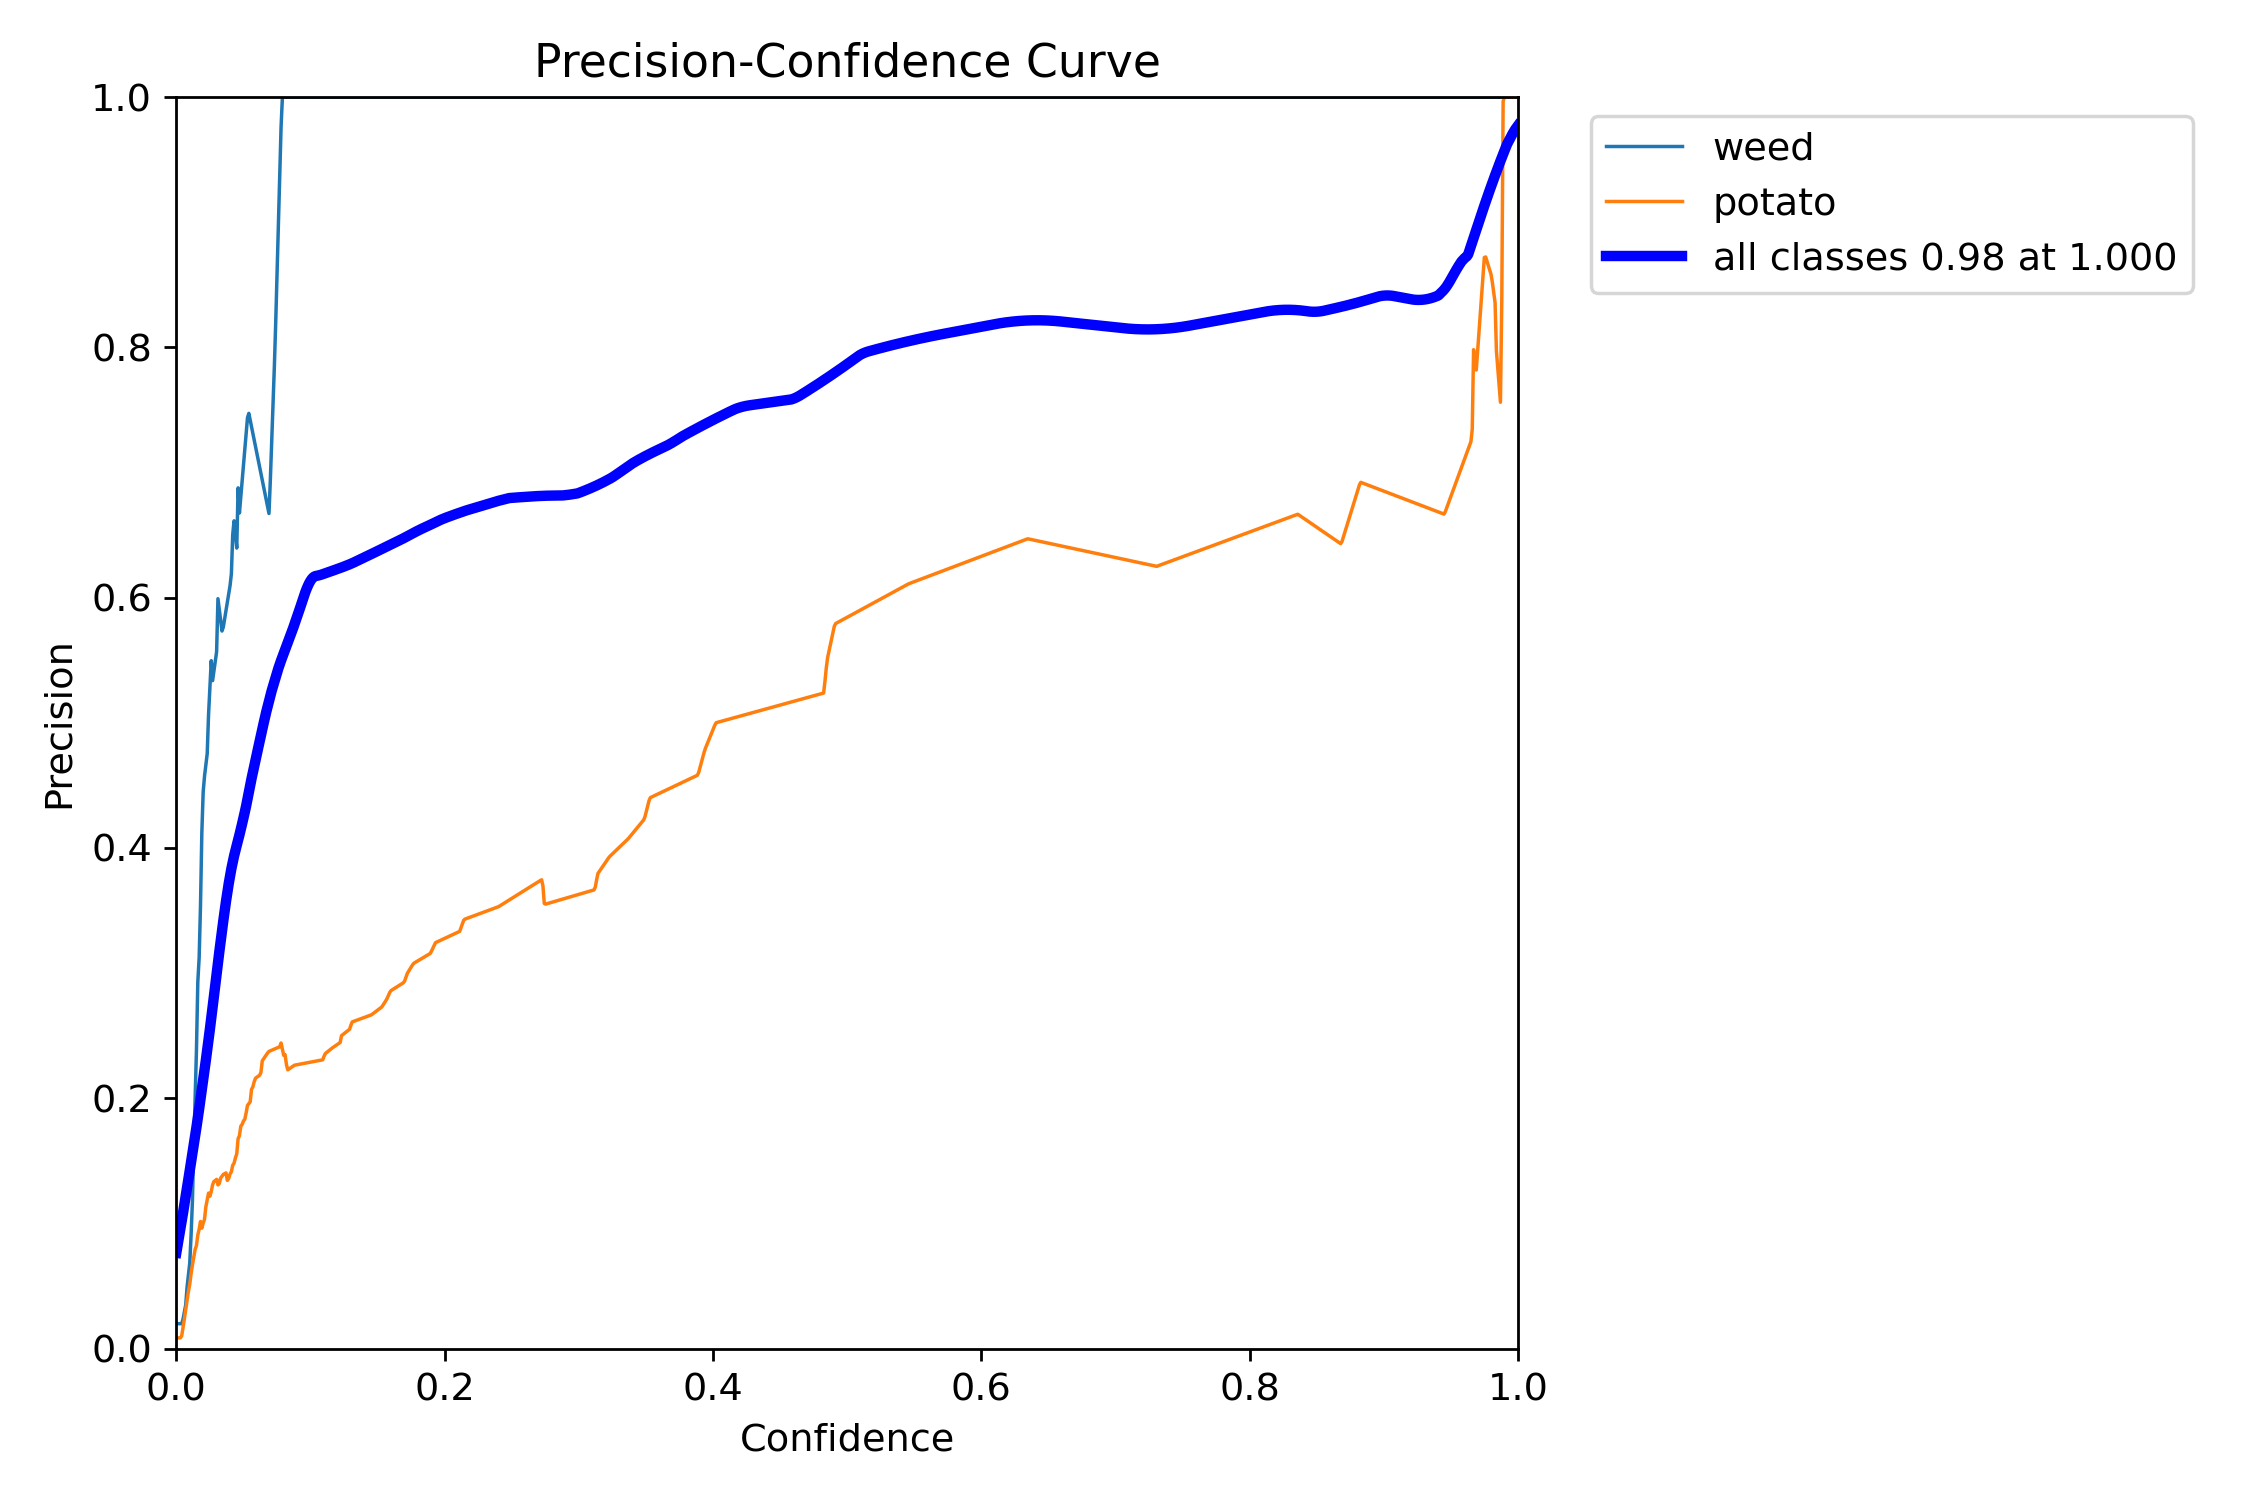 Precision-Confidence Curve
1.0
0.8
0.6
0.4
0.2
0.0
Precision
0.0 0.2 0.4 0.6 0.8 1.0
Confidence
weed
potato
all classes 0.98 at 1.000